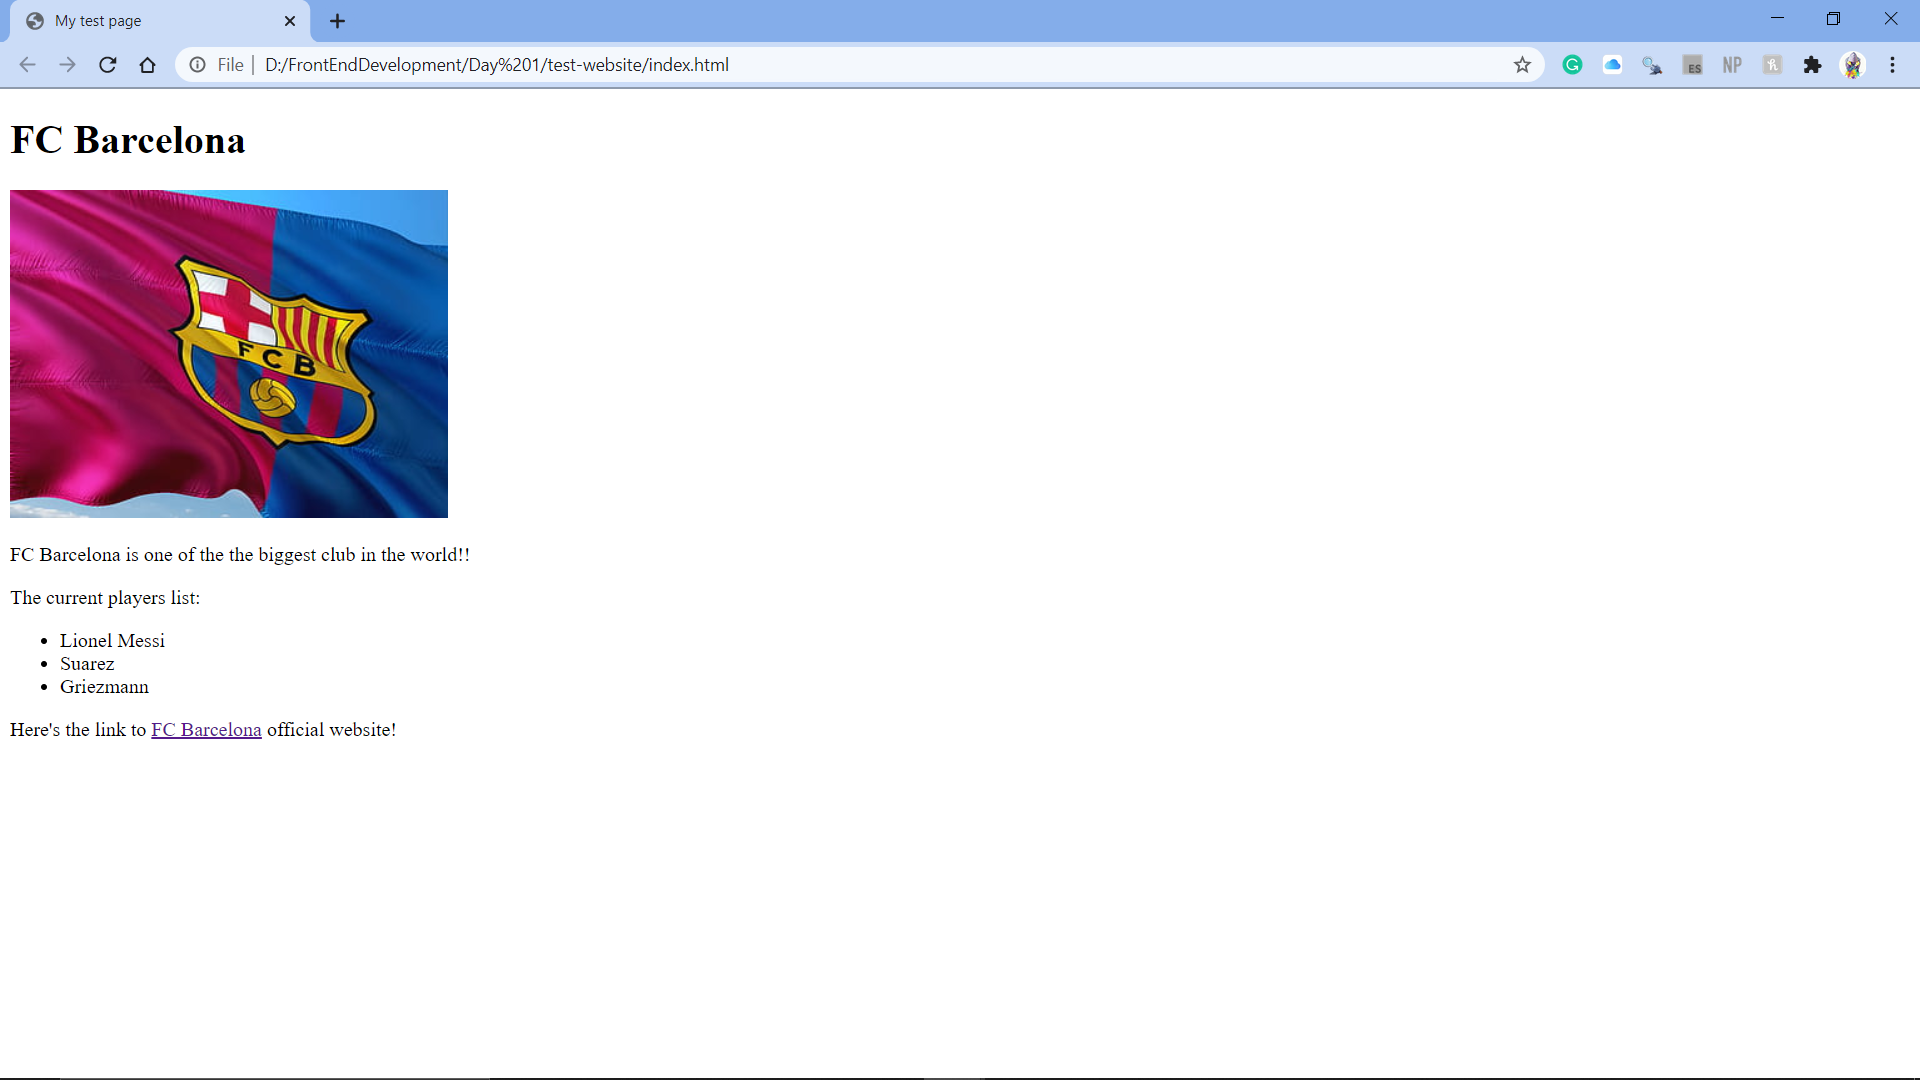 My test page
File D:/FrontEndDevelopment/Day%201/test-website/index.html
ES NP
FC Barcelona
FCB
FC Barcelona is one of the the biggest club in the world!!
The current players list:
Lionel Messi
Suarez
Griezmann
Here's the link to FC Barcelona official website!